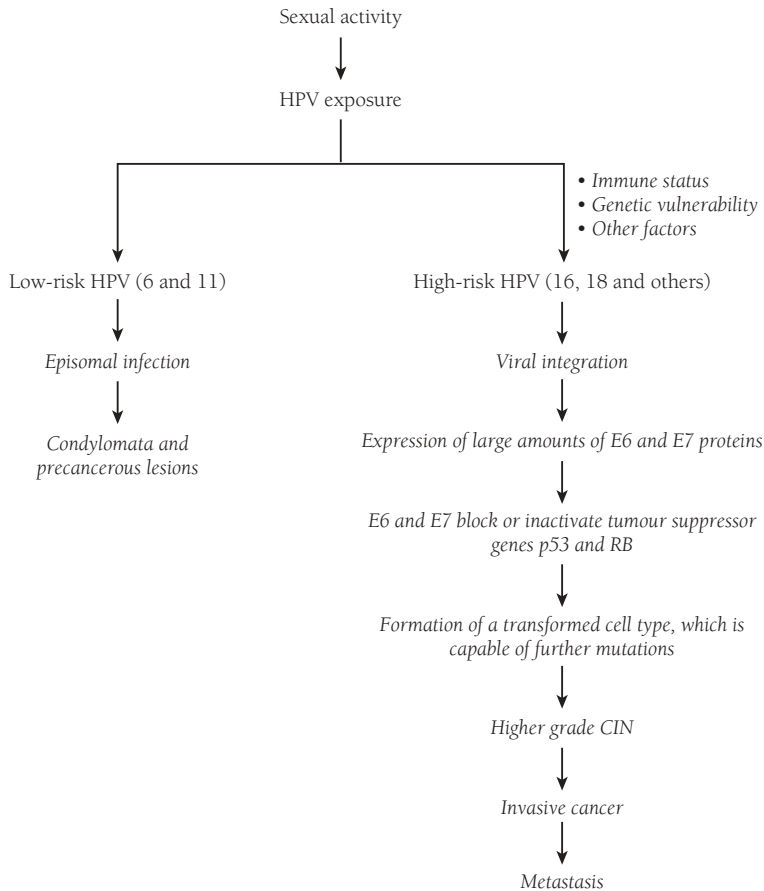 Sexual activity
HPV exposure
• Immune status
• Genetic vulnerability
• Other factors
Low-risk HPV (6 and 11)
High-risk HPV (16, 18 and others)
Episomal infection
Viral integration
Condylomata and
precancerous lesions
Expression of large amounts of E6 and E7 proteins
E6 and E7 block or inactivate tumour suppressor
genes p53 and RB
Formation of a transformed cell type, which is
capable of further mutations
Higher grade CIN
Invasive cancer
Metastasis